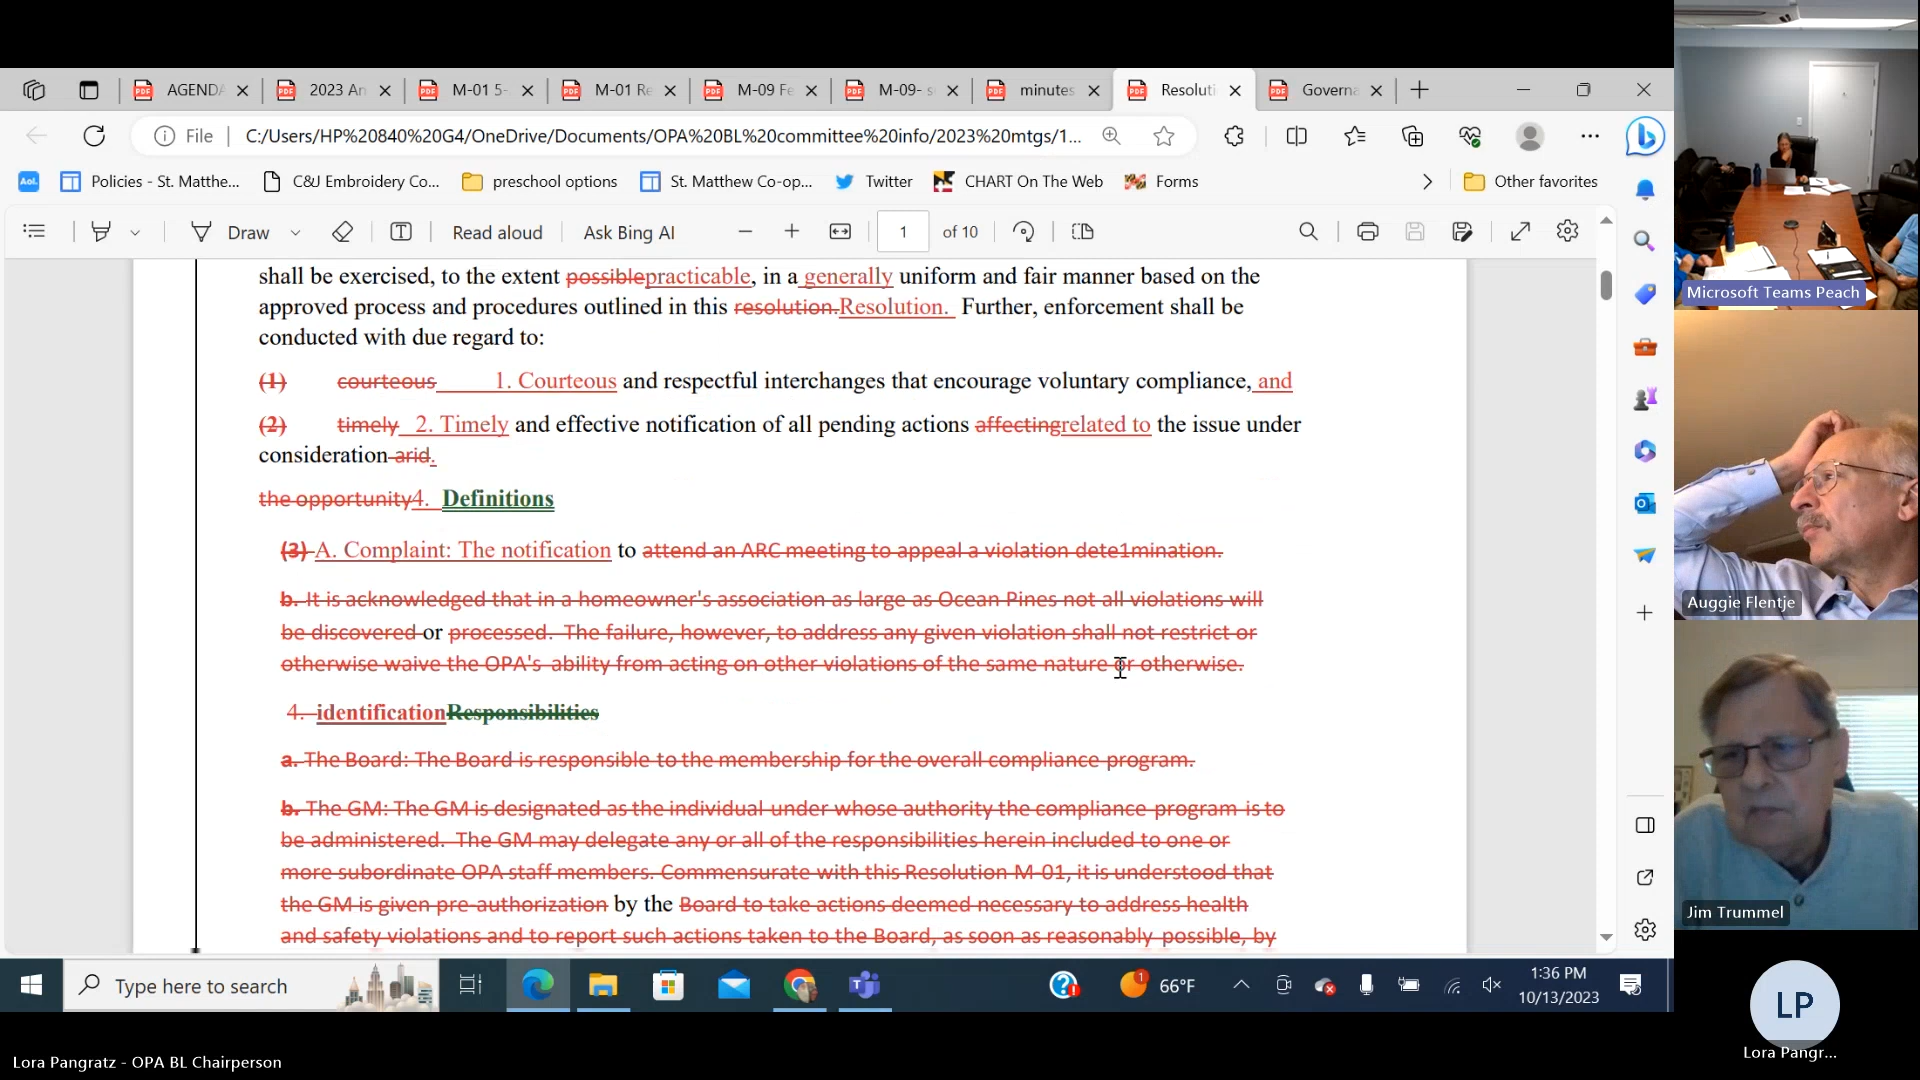 AGENDA
2023 An
M-01 5-
M-01 Re
M-09 Fe
M-09- s
minutes
Resoluti
Governa
File
C:/Users/HP%20840%20G4/OneDrive/Documents/OPA%20BL%20committee%20info/2023%20mtgs/1...
Aol.
Policies - St. Matthe...
C&J Embroidery Co...
preschool options
St. Matthew Co-op...
Twitter
CHART On The Web
Forms
Other favorites
Draw
Read aloud
Ask Bing AI
1
of 10
shall be exercised, to the extent possiblepracticable, in a generally uniform and fair manner based on the
approved process and procedures outlined in this resolution.Resolution. Further, enforcement shall be
conducted with due regard to:
(1) courteous 1. Courteous and respectful interchanges that encourage voluntary compliance, and
(2) timely 2. Timely and effective notification of all pending actions affectingrelated to the issue under
consideration arid.
the opportunity4. Definitions
(3) A. Complaint: The notification to attend an ARC meeting to appeal a violation dete1mination.
b. It is acknowledged that in a homeowner's association as large as Ocean Pines not all violations will
be discovered or processed. The failure, however, to address any given violation shall not restrict or
otherwise waive the OPA's ability from acting on other violations of the same nature or otherwise.
4. identificationResponsibilities
a. The Board: The Board is responsible to the membership for the overall compliance program.
b. The GM: The GM is designated as the individual under whose authority the compliance program is to
be administered. The GM may delegate any or all of the responsibilities herein included to one or
more subordinate OPA staff members. Commensurate with this Resolution M-01, it is understood that
the GM is given pre-authorization by the Board to take actions deemed necessary to address health
and safety violations and to report such actions taken to the Board, as soon as reasonably possible, by
Type here to search
1
66°F
1:36 PM
10/13/2023
Microsoft Teams Peach
Auggie Flentje
Jim Trummel
LP
Lora Pangr...
Lora Pangratz - OPA BL Chairperson